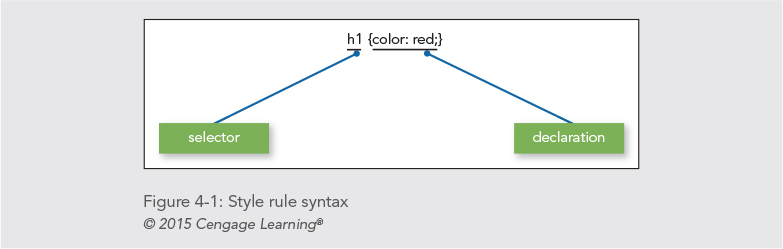 h1 {color: red;}
selector
declaration
Figure 4-1: Style rule syntax
© 2015 Cengage Learning®